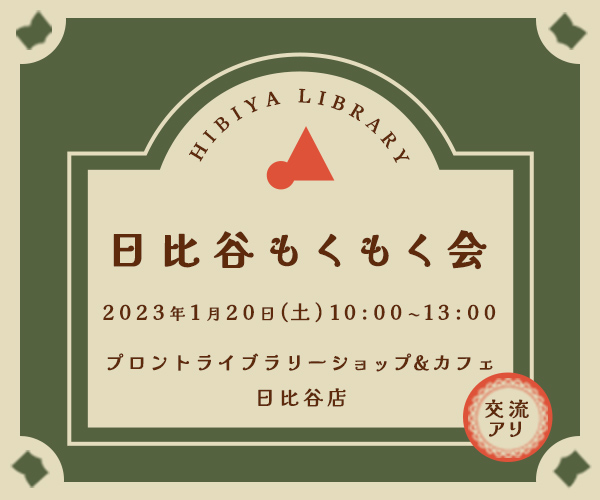 HIBIYA LIBRARY
日比谷もくもく会
2023年1月20日(土)10:00~13:00
プロントライブラリーショップ&カフェ
日比谷店
交流
アリ